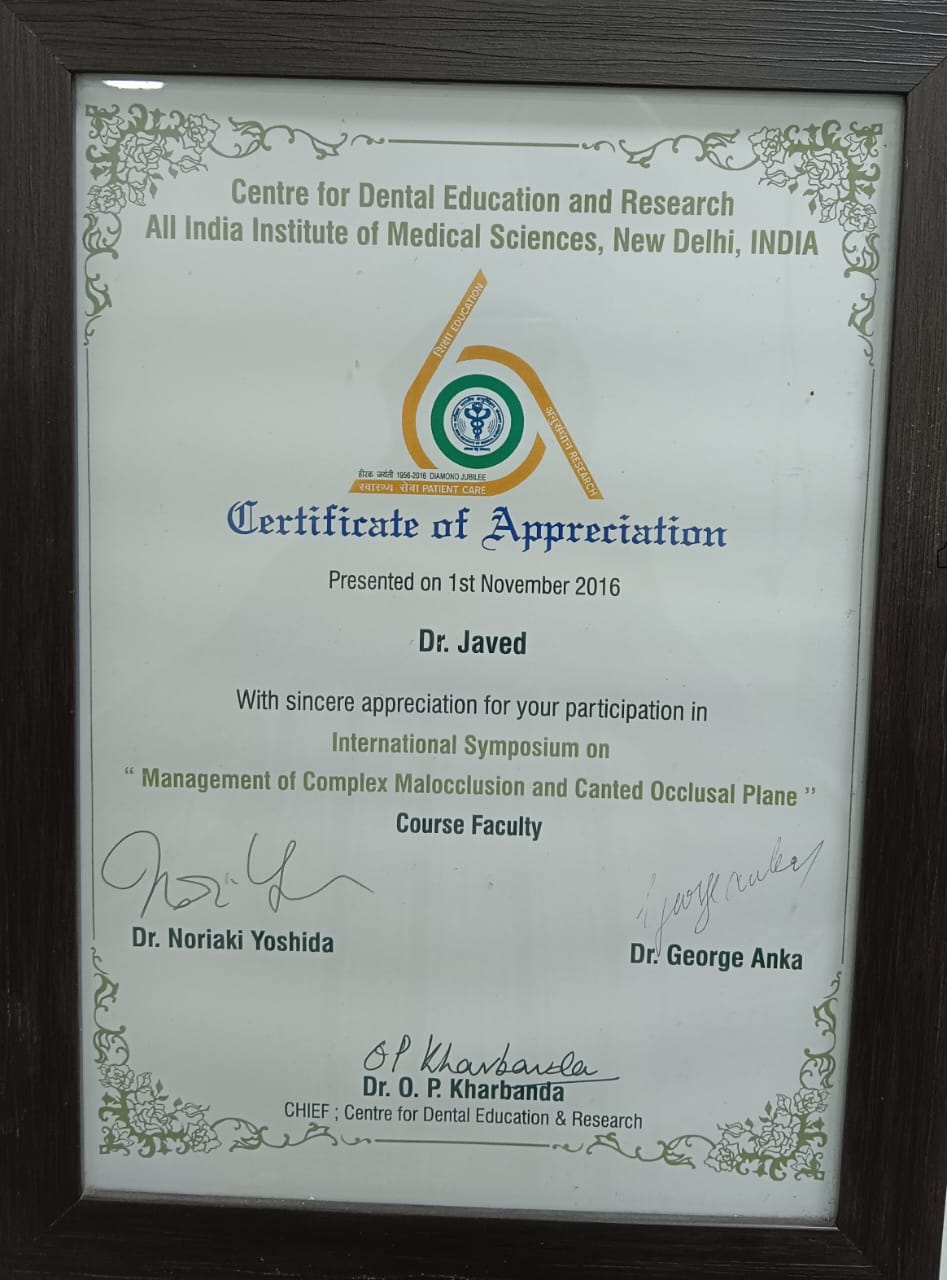 Centre for Dental Education and Research
All India Institute of Medical Sciences, New Delhi, INDIA
शिक्षा EDUCATION
अनुसंधान RESEARCH
हीरक जयंती 1956-2016 DIAMOND JUBILEE
स्वास्थ्य सेवा PATIENT CARE
Certificate of Appreciation
Presented on 1st November 2016
Dr. Javed
With sincere appreciation for your participation in
International Symposium on
“ Management of Complex Malocclusion and Canted Occlusal Plane ”
Course Faculty
Dr. Noriaki Yoshida
George Anka
Dr. George Anka
O P Kharbanda
Dr. O. P. Kharbanda
CHIEF ; Centre for Dental Education & Research